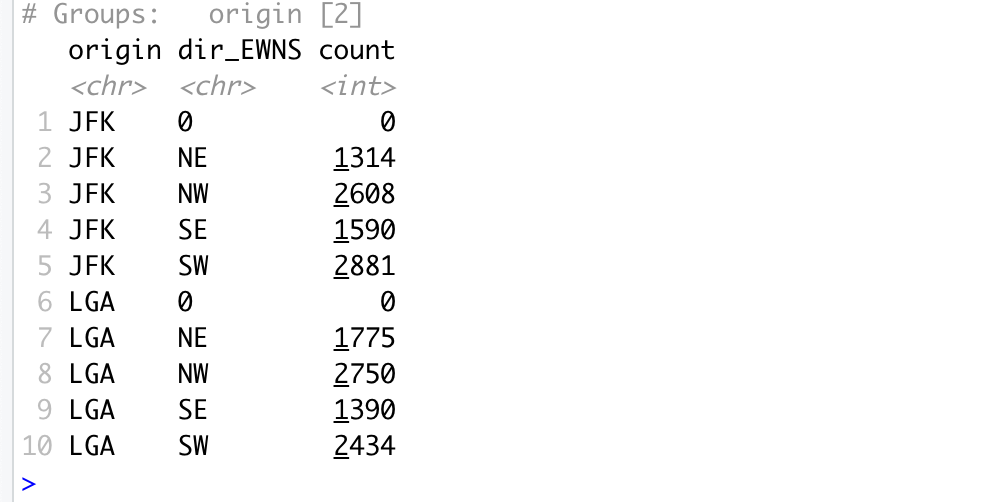 # Groups:   origin [2]
   origin dir_EWNS count
   <chr>  <chr>    <int>
 1 JFK    0            0
 2 JFK    NE        1314
 3 JFK    NW        2608
 4 JFK    SE        1590
 5 JFK    SW        2881
 6 LGA    0            0
 7 LGA    NE        1775
 8 LGA    NW        2750
 9 LGA    SE        1390
10 LGA    SW        2434
>